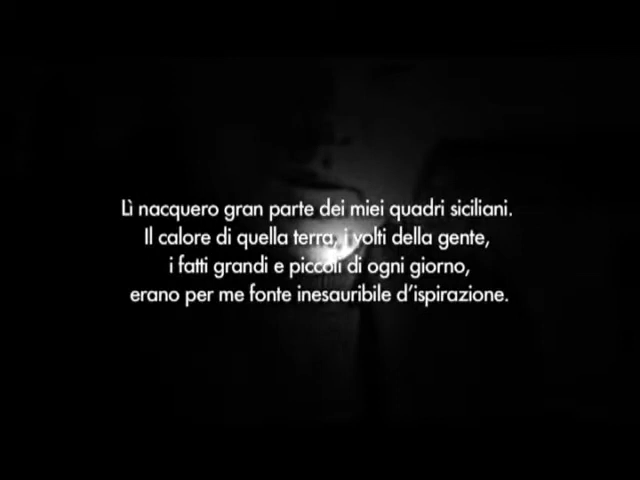 Lì nacquero gran parte dei miei quadri siciliani.
Il calore di quella terra, i volti della gente,
i fatti grandi e piccoli di ogni giorno,
erano per me fonte inesauribile d'ispirazione.